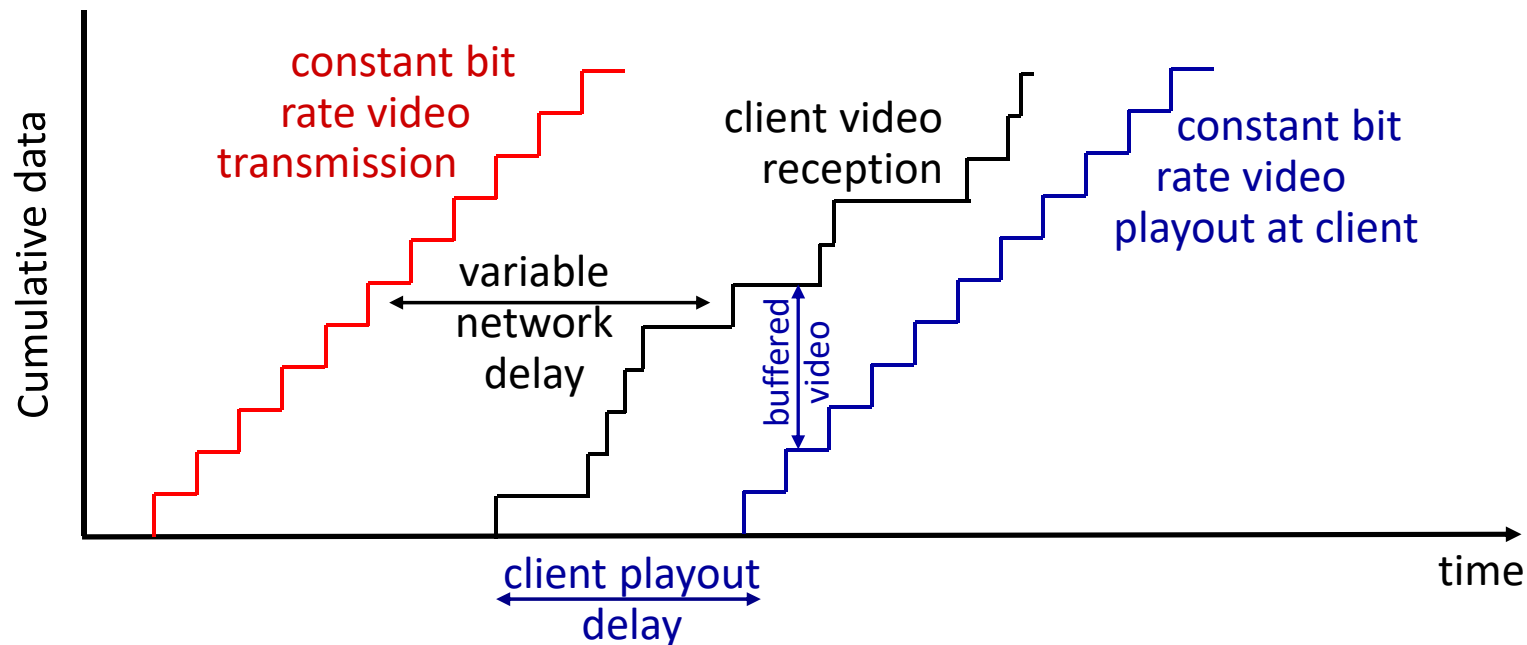 constant bit
rate video
transmission
client video
reception
constant bit
rate video
playout at client
variable
network
delay
buffered
video
Cumulative data
client playout
delay
time